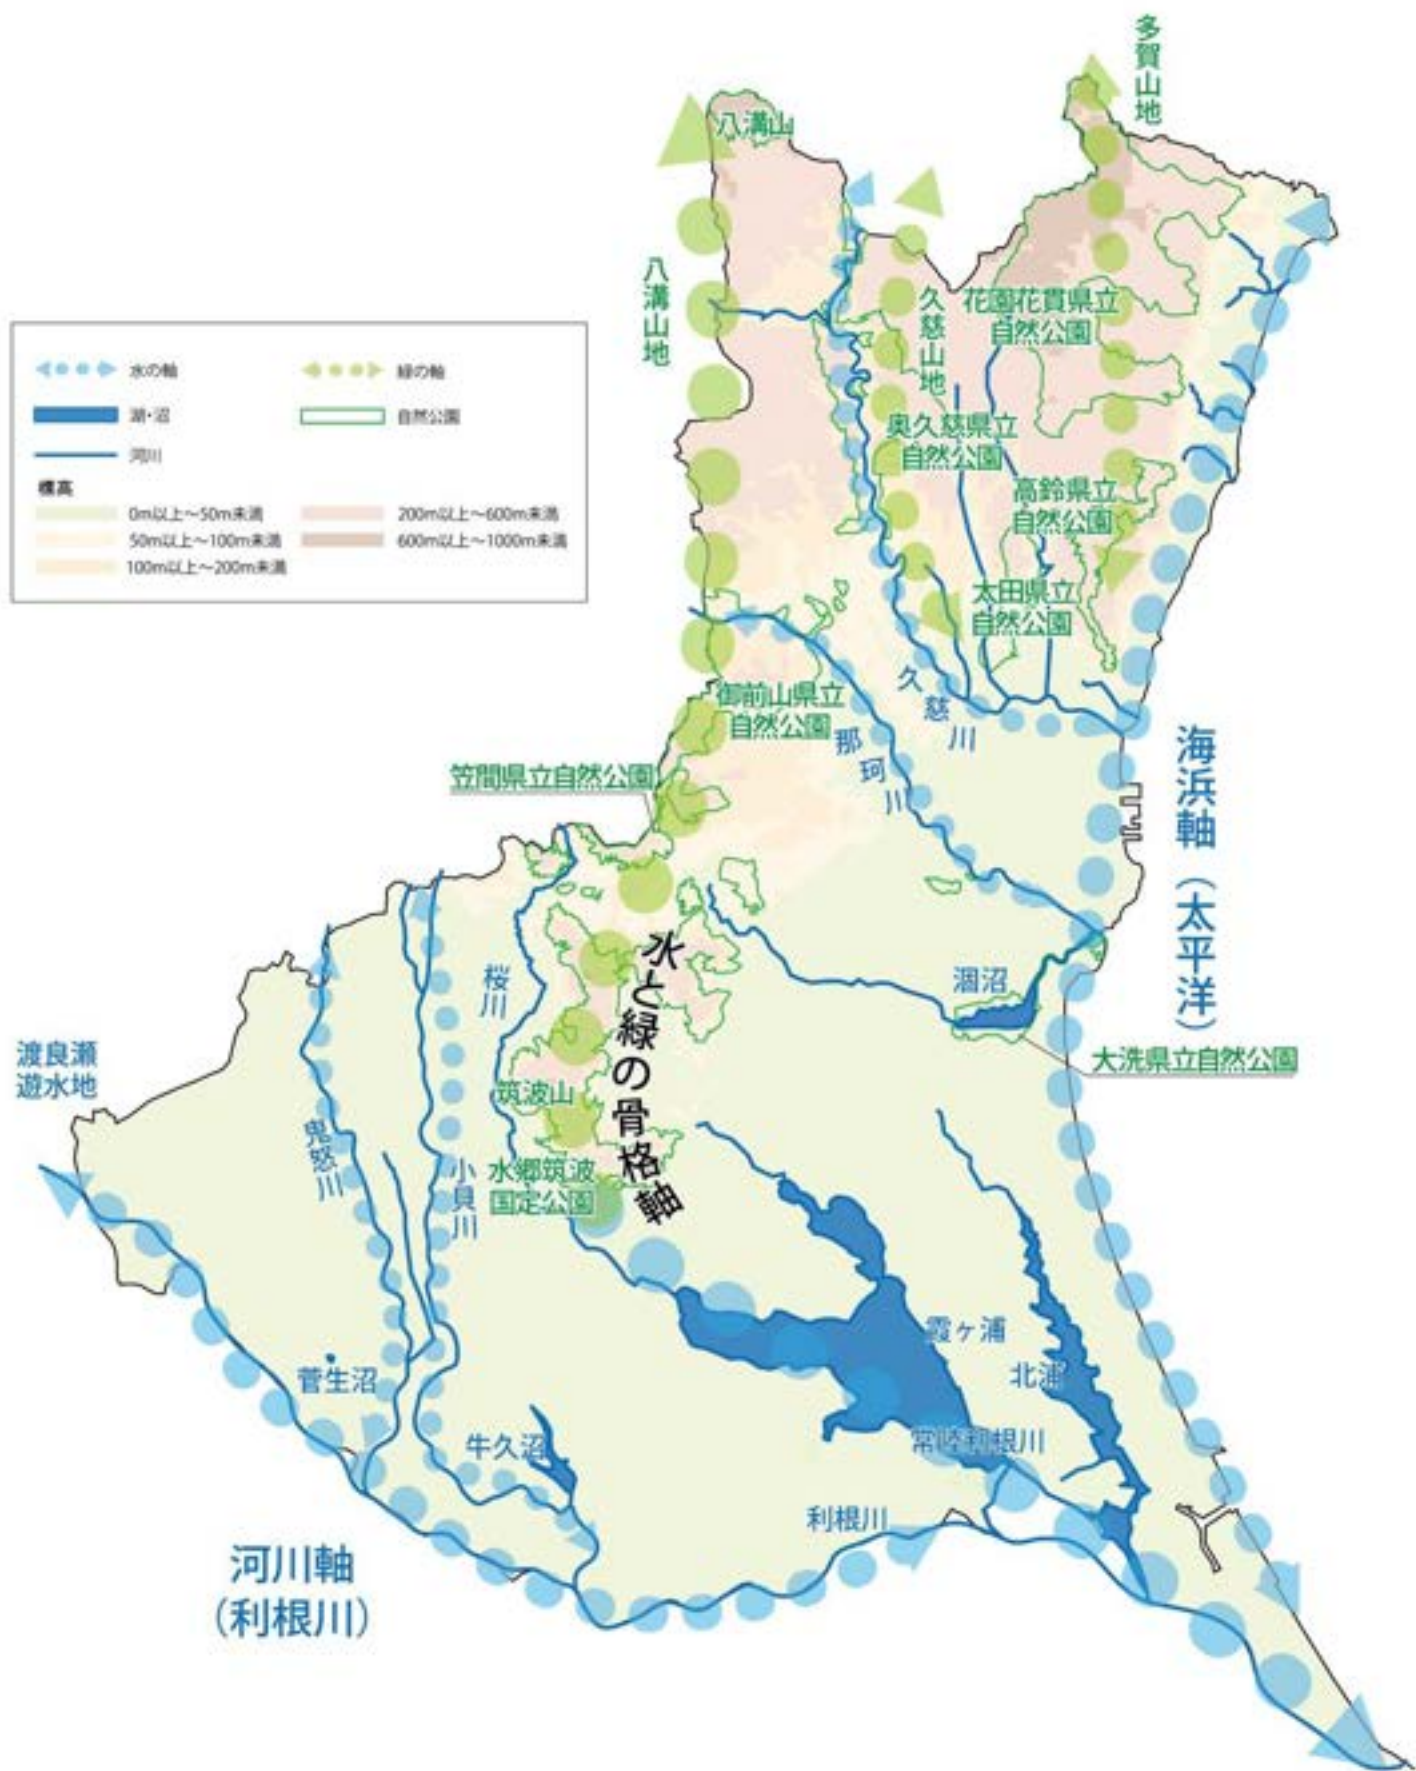 多賀山地
八溝山
八溝山地
久慈山地
花園花貫県立
自然公園
水の軸
緑の軸
湖・沼
自然公園
河川
標高
0m以上〜50m未満
200m以上〜600m未満
50m以上〜100m未満
600m以上〜1000m未満
100m以上〜200m未満
奥久慈県立
自然公園
高鈴県立
自然公園
太田県立
自然公園
御前山県立
自然公園
久慈川
那珂川
笠間県立自然公園
海浜軸（太平洋）
水と緑の骨格軸
桜川
涸沼
大洗県立自然公園
渡良瀬
遊水地
筑波山
鬼怒川
小貝川
水郷筑波
国定公園
霞ヶ浦
北浦
菅生沼
牛久沼
常陸利根川
利根川
河川軸
（利根川）